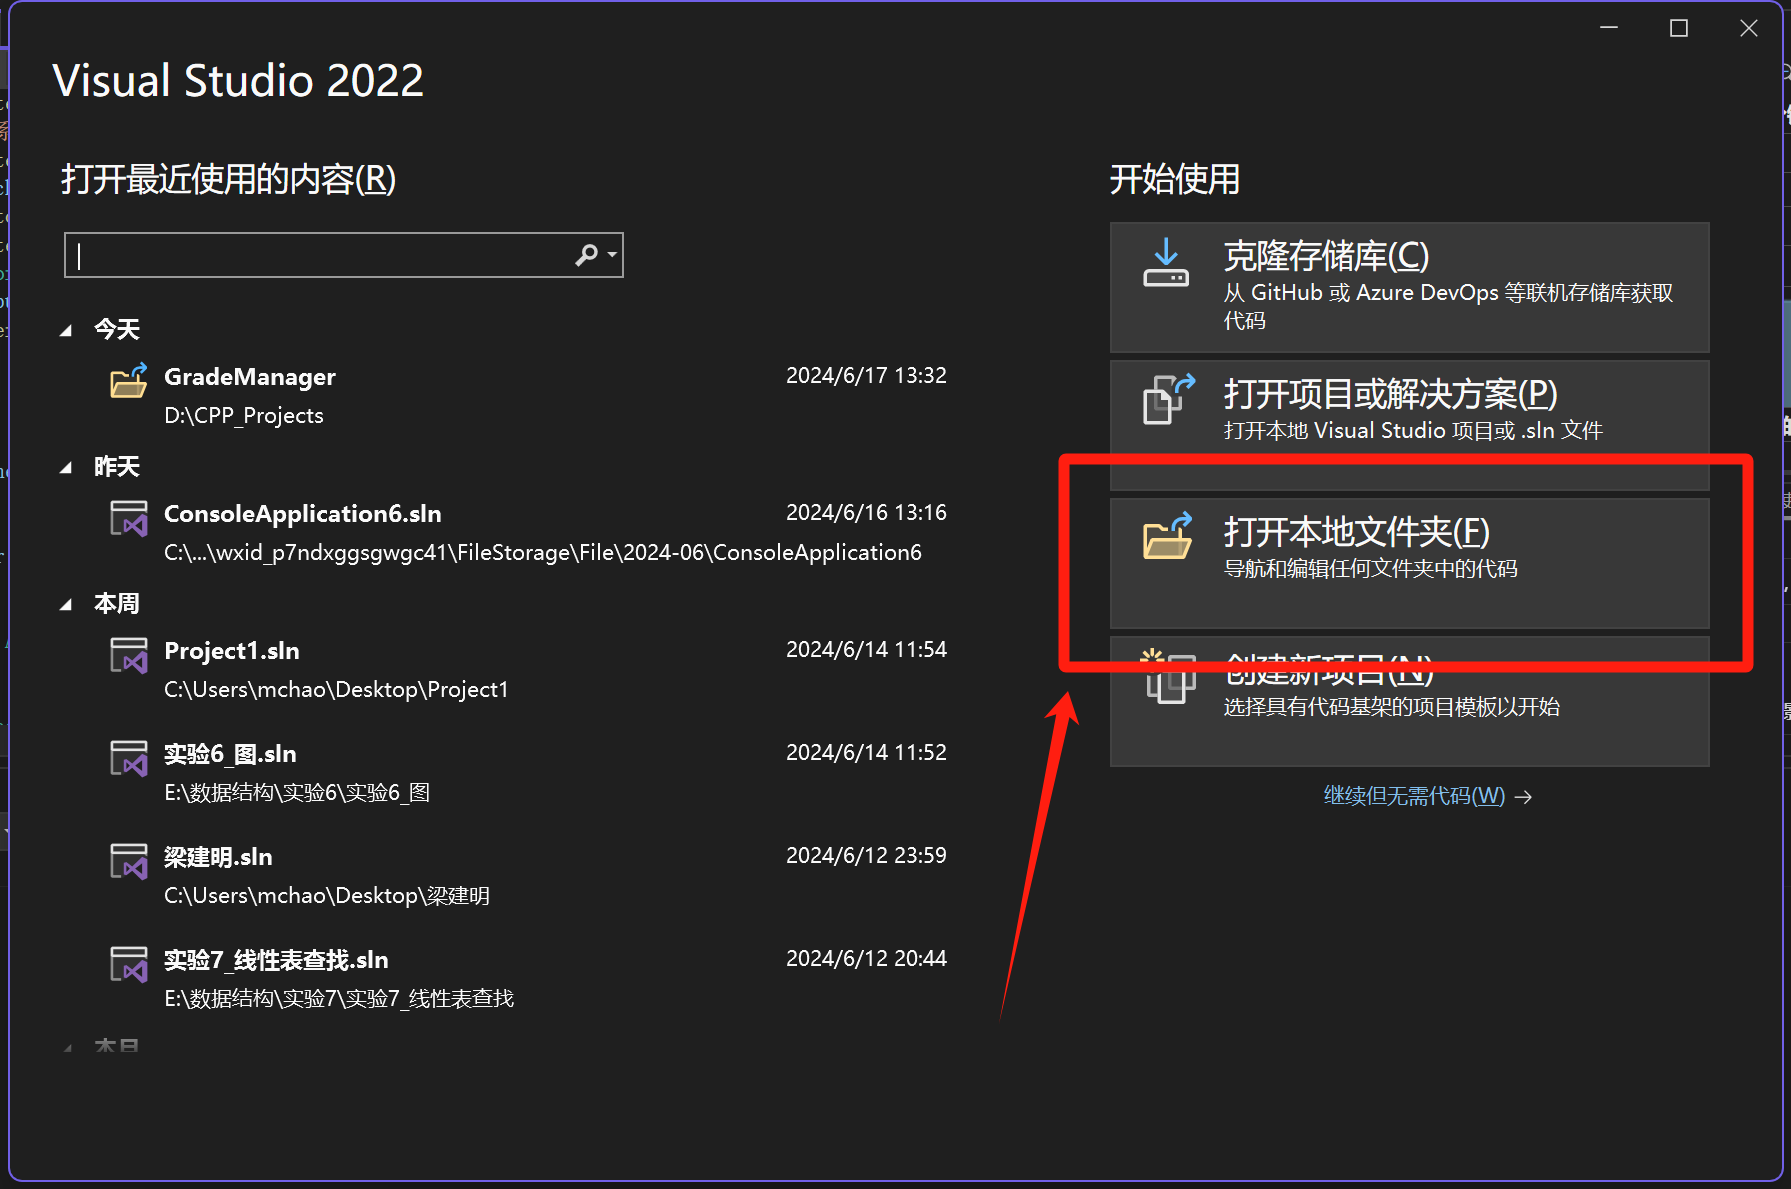 Visual Studio 2022
打开最近使用的内容(R)
今天
GradeManager
2024/6/17 13:32
D:\CPP_Projects
昨天
ConsoleApplication6.sln
2024/6/16 13:16
C:\...\wxid_p7ndxggsgwgc41\FileStorage\File\2024-06\ConsoleApplication6
本周
Project1.sln
2024/6/14 11:54
C:\Users\mchao\Desktop\Project1
实验6_图.sln
2024/6/14 11:52
E:\数据结构\实验6\实验6_图
梁建明.sln
2024/6/12 23:59
C:\Users\mchao\Desktop\梁建明
实验7_线性表查找.sln
2024/6/12 20:44
E:\数据结构\实验7\实验7_线性表查找
本月
开始使用
克隆存储库(C)
从 GitHub 或 Azure DevOps 等联机存储库获取
代码
打开项目或解决方案(P)
打开本地 Visual Studio 项目或 .sln 文件
打开本地文件夹(F)
导航和编辑任何文件夹中的代码
创建新项目(N)
选择具有代码基架的项目模板以开始
继续但无需代码(W) →